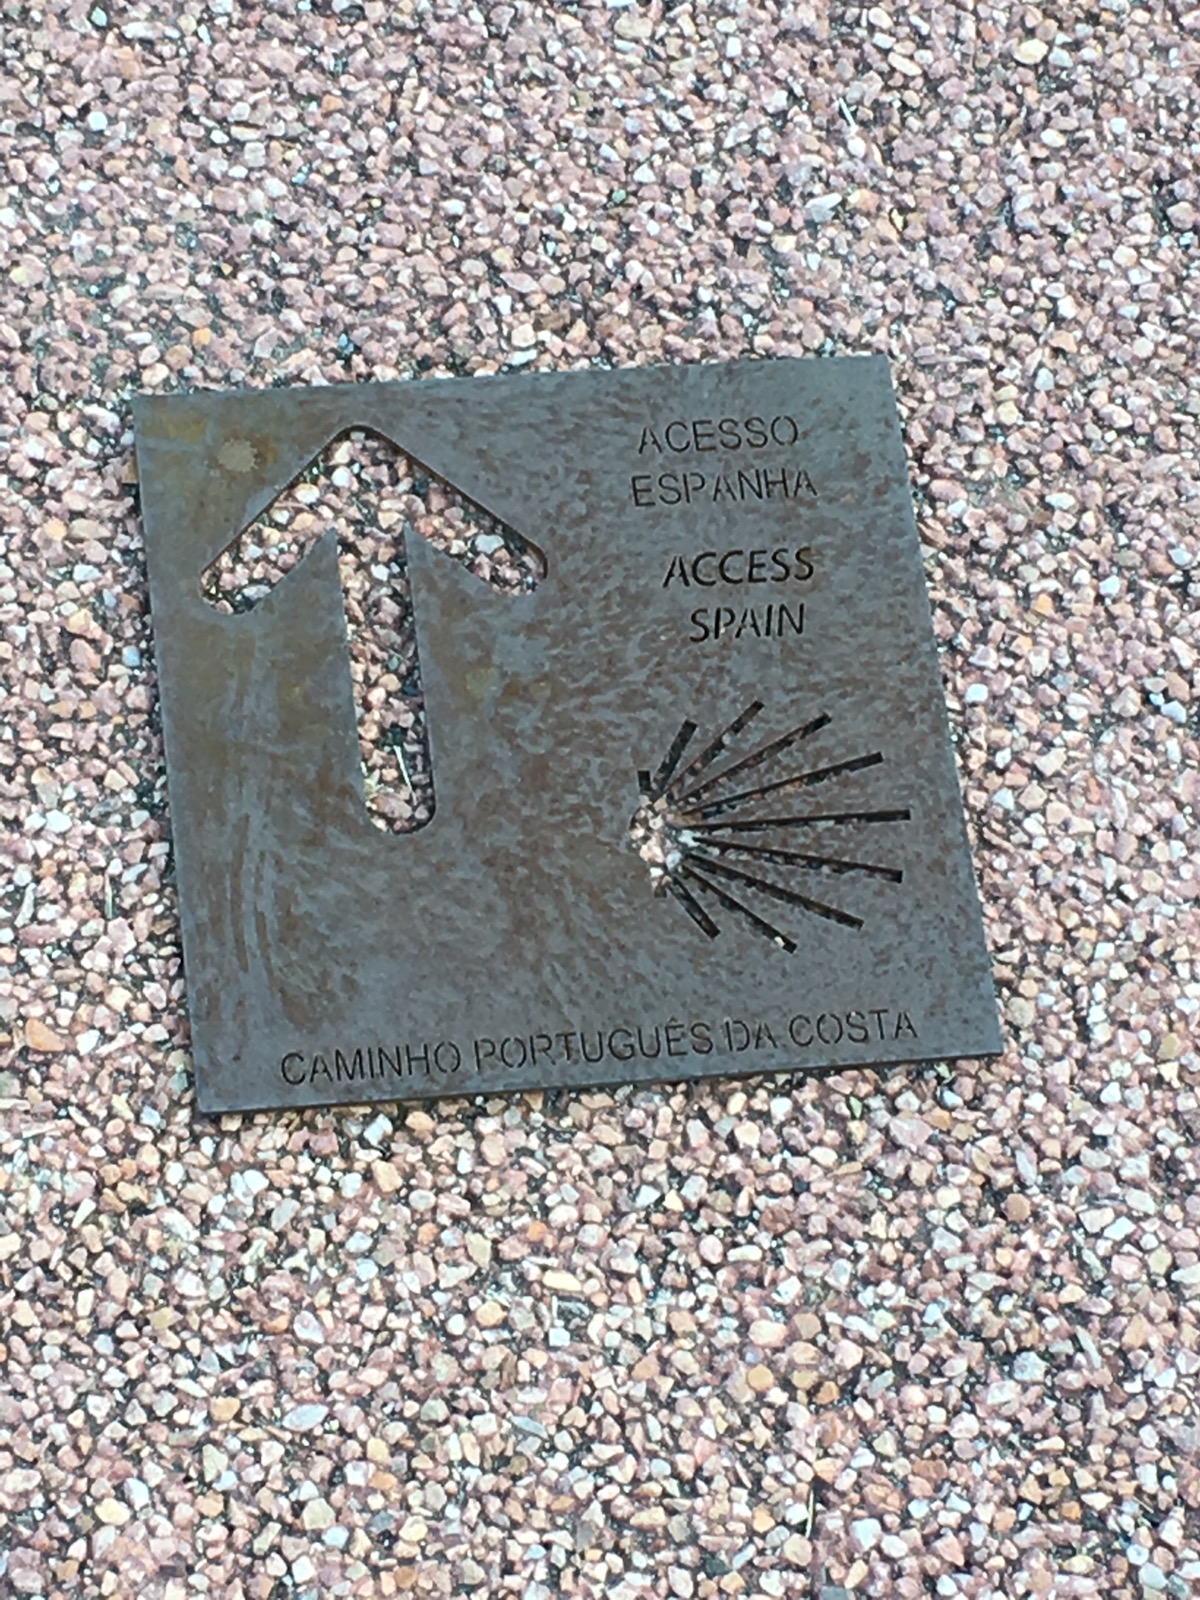 ACESSO
ESPANHA
ACCESS
SPAIN
CAMINHO PORTUGUÊS DA COSTA